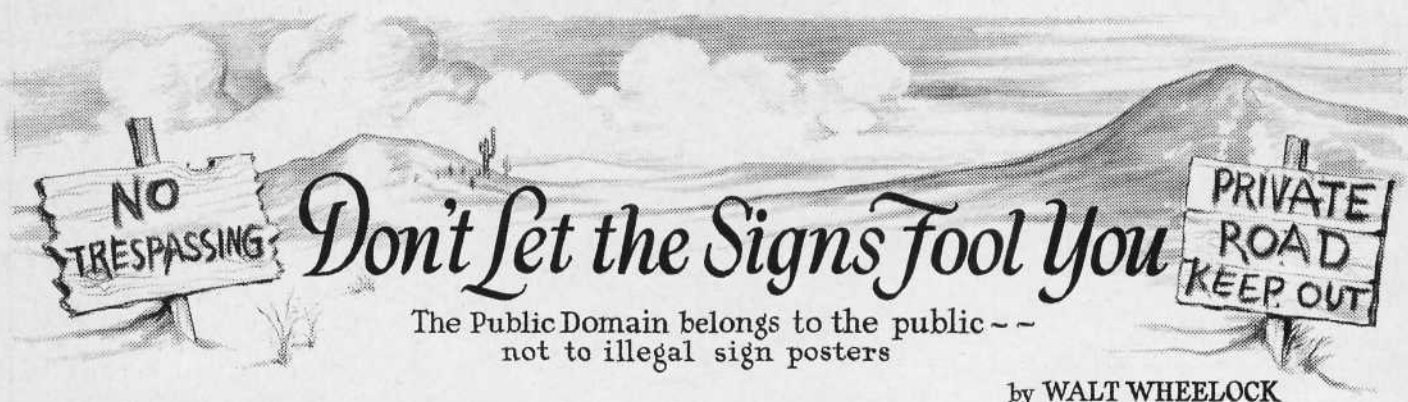 NO
TRESPASSING
Don't Let the Signs Fool You
PRIVATE
ROAD
KEEP OUT
The Public Domain belongs to the public ~ ~
not to illegal sign posters
by WALT WHEELOCK